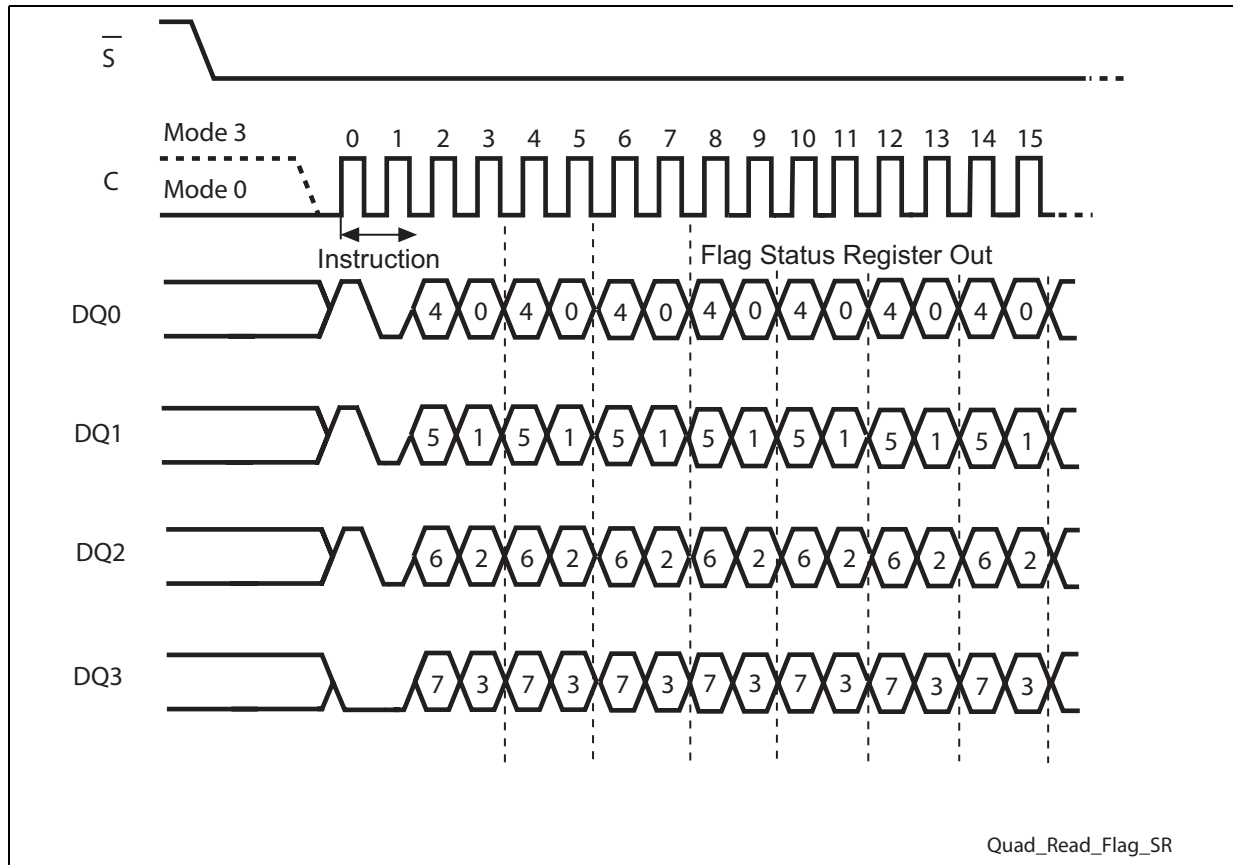 S
Mode 3
0 1 2 3 4 5 6 7 8 9 10 11 12 13 14 15
C
Mode 0
Instruction
Flag Status Register Out
DQ0 4 0 4 0 4 0 4 0 4 0 4 0 4 0
DQ1 5 1 5 1 5 1 5 1 5 1 5 1 5 1
DQ2 6 2 6 2 6 2 6 2 6 2 6 2 6 2
DQ3 7 3 7 3 7 3 7 3 7 3 7 3 7 3
Quad_Read_Flag_SR